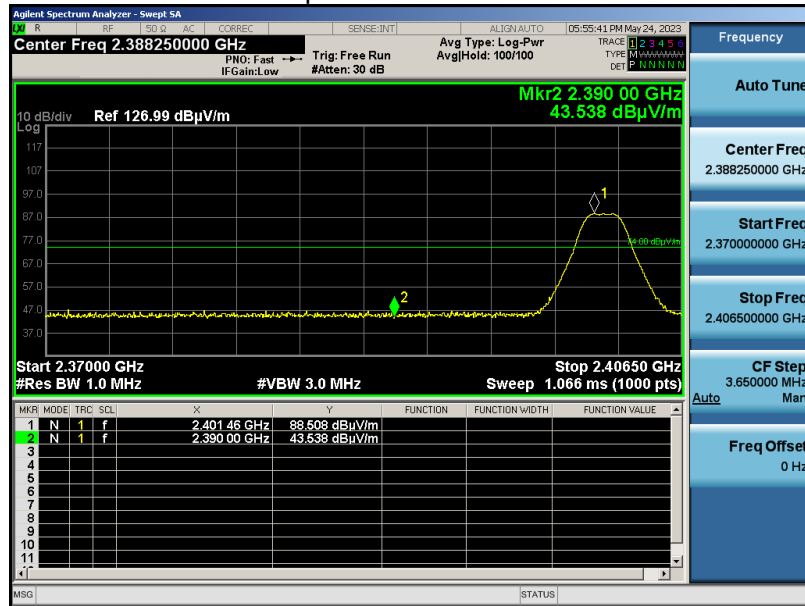 Agilent Spectrum Analyzer - Swept SA
LXI R RF 50 Ω AC CORREC SENSE:INT ALIGN AUTO 05:55:41 PM May 24, 2023
Center Freq 2.388250000 GHz
PNO: Fast
IFGain:Low
Trig: Free Run
#Atten: 30 dB
Avg Type: Log-Pwr
Avg|Hold: 100/100
TRACE 1 2 3 4 5 6
TYPE M
DET P N N N N N
Mkr2 2.390 00 GHz
43.538 dBµV/m
10 dB/div Ref 126.99 dBµV/m
Log
117
107
97.0
87.0
77.0
67.0
57.0
47.0
37.0
1
74.00 dBµV/m
2
Start 2.37000 GHz Stop 2.40650 GHz
#Res BW 1.0 MHz #VBW 3.0 MHz Sweep 1.066 ms (1000 pts)
MKR MODE TRC SCL X Y FUNCTION FUNCTION WIDTH FUNCTION VALUE
1 N 1 f 2.401 46 GHz 88.508 dBµV/m
2 N 1 f 2.390 00 GHz 43.538 dBµV/m
3
4
5
6
7
8
9
10
11
MSG STATUS
Frequency
Auto Tune
Center Freq
2.388250000 GHz
Start Freq
2.370000000 GHz
Stop Freq
2.406500000 GHz
CF Step
3.650000 MHz
Auto Man
Freq Offset
0 Hz